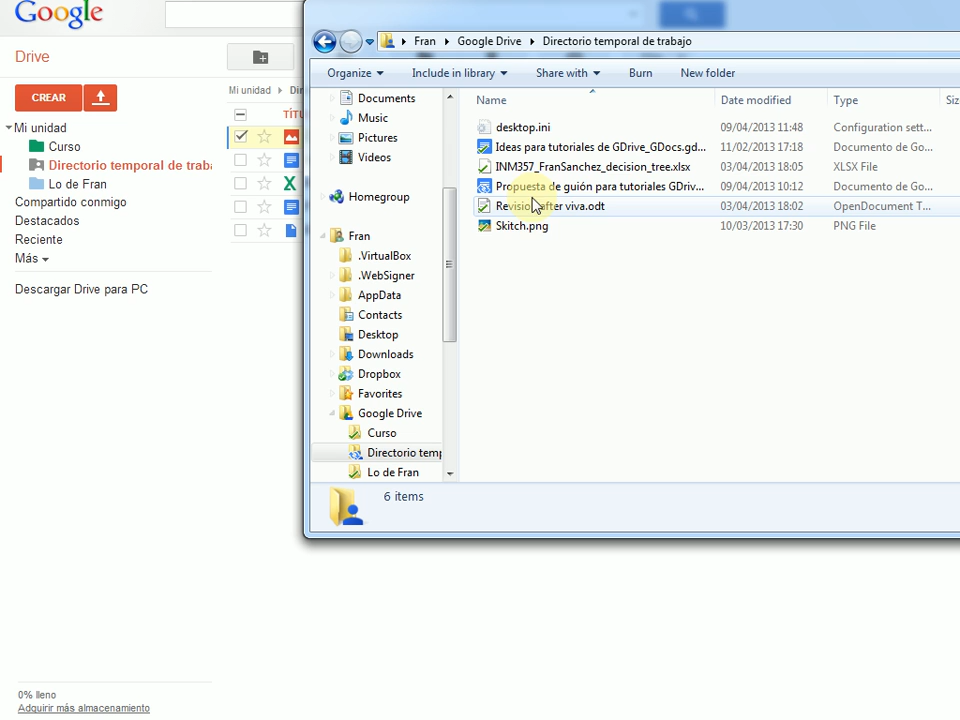 Google
Drive
CREAR
Mi unidad
Curso
Directorio temporal de traba
Lo de Fran
Compartido conmigo
Destacados
Reciente
Más
Descargar Drive para PC
0% lleno
Adquirir más almacenamiento
Mi unidad
TÍTU
Fran
Google Drive
Directorio temporal de trabajo
Organize
Include in library
Share with
Burn
New folder
Documents
Music
Pictures
Videos
Homegroup
Fran
.VirtualBox
.WebSigner
AppData
Contacts
Desktop
Downloads
Dropbox
Favorites
Google Drive
Curso
Directorio temp
Lo de Fran
Name Date modified Type Siz
desktop.ini 09/04/2013 11:48 Configuration sett...
Ideas para tutoriales de GDrive_GDocs.gd... 11/02/2013 17:18 Documento de Go...
INM357_FranSanchez_decision_tree.xlsx 03/04/2013 18:05 XLSX File
Propuesta de guión para tutoriales GDriv... 09/04/2013 10:12 Documento de Go...
Revision after viva.odt 03/04/2013 18:02 OpenDocument T...
Skitch.png 10/03/2013 17:30 PNG File
6 items